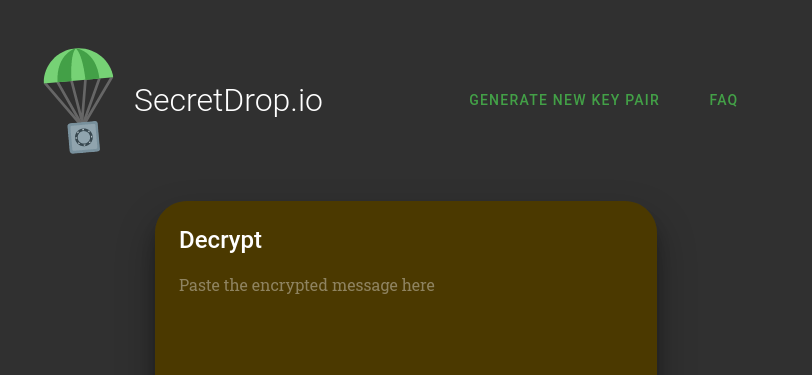 SecretDrop.io
GENERATE NEW KEY PAIR
FAQ
Decrypt
Paste the encrypted message here